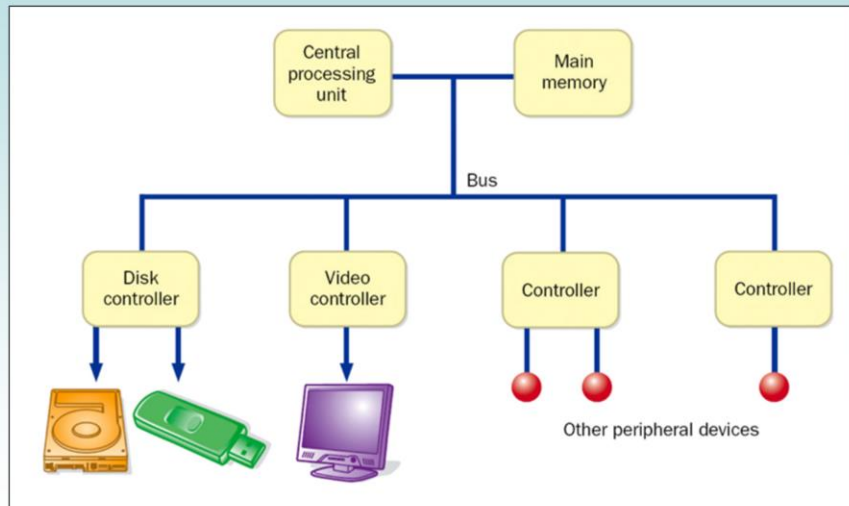 Central
processing
unit
Main
memory
Bus
Disk
controller
Video
controller
Controller
Controller
Other peripheral devices